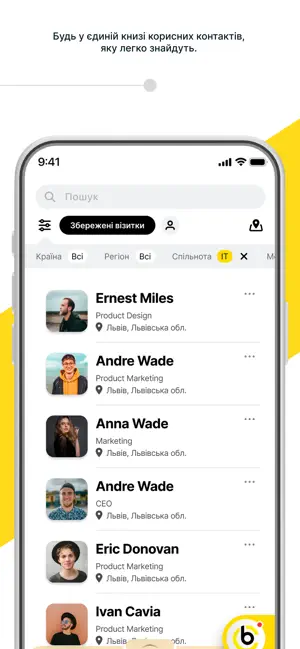 Будь у єдиній книзі корисних контактів,
яку легко знайдуть.
9:41
Пошук
Збережені візитки
Країна Всі Регіон Всі Спільнота IT
Ernest Miles
Product Design
Львів, Львівська обл.
Andre Wade
Product Marketing
Львів, Львівська обл.
Anna Wade
Marketing
Львів, Львівська обл.
Andre Wade
CEO
Львів, Львівська обл.
Eric Donovan
Product Marketing
Львів, Львівська обл.
Ivan Cavia
Product Marketing
Львів, Львівська обл.
b